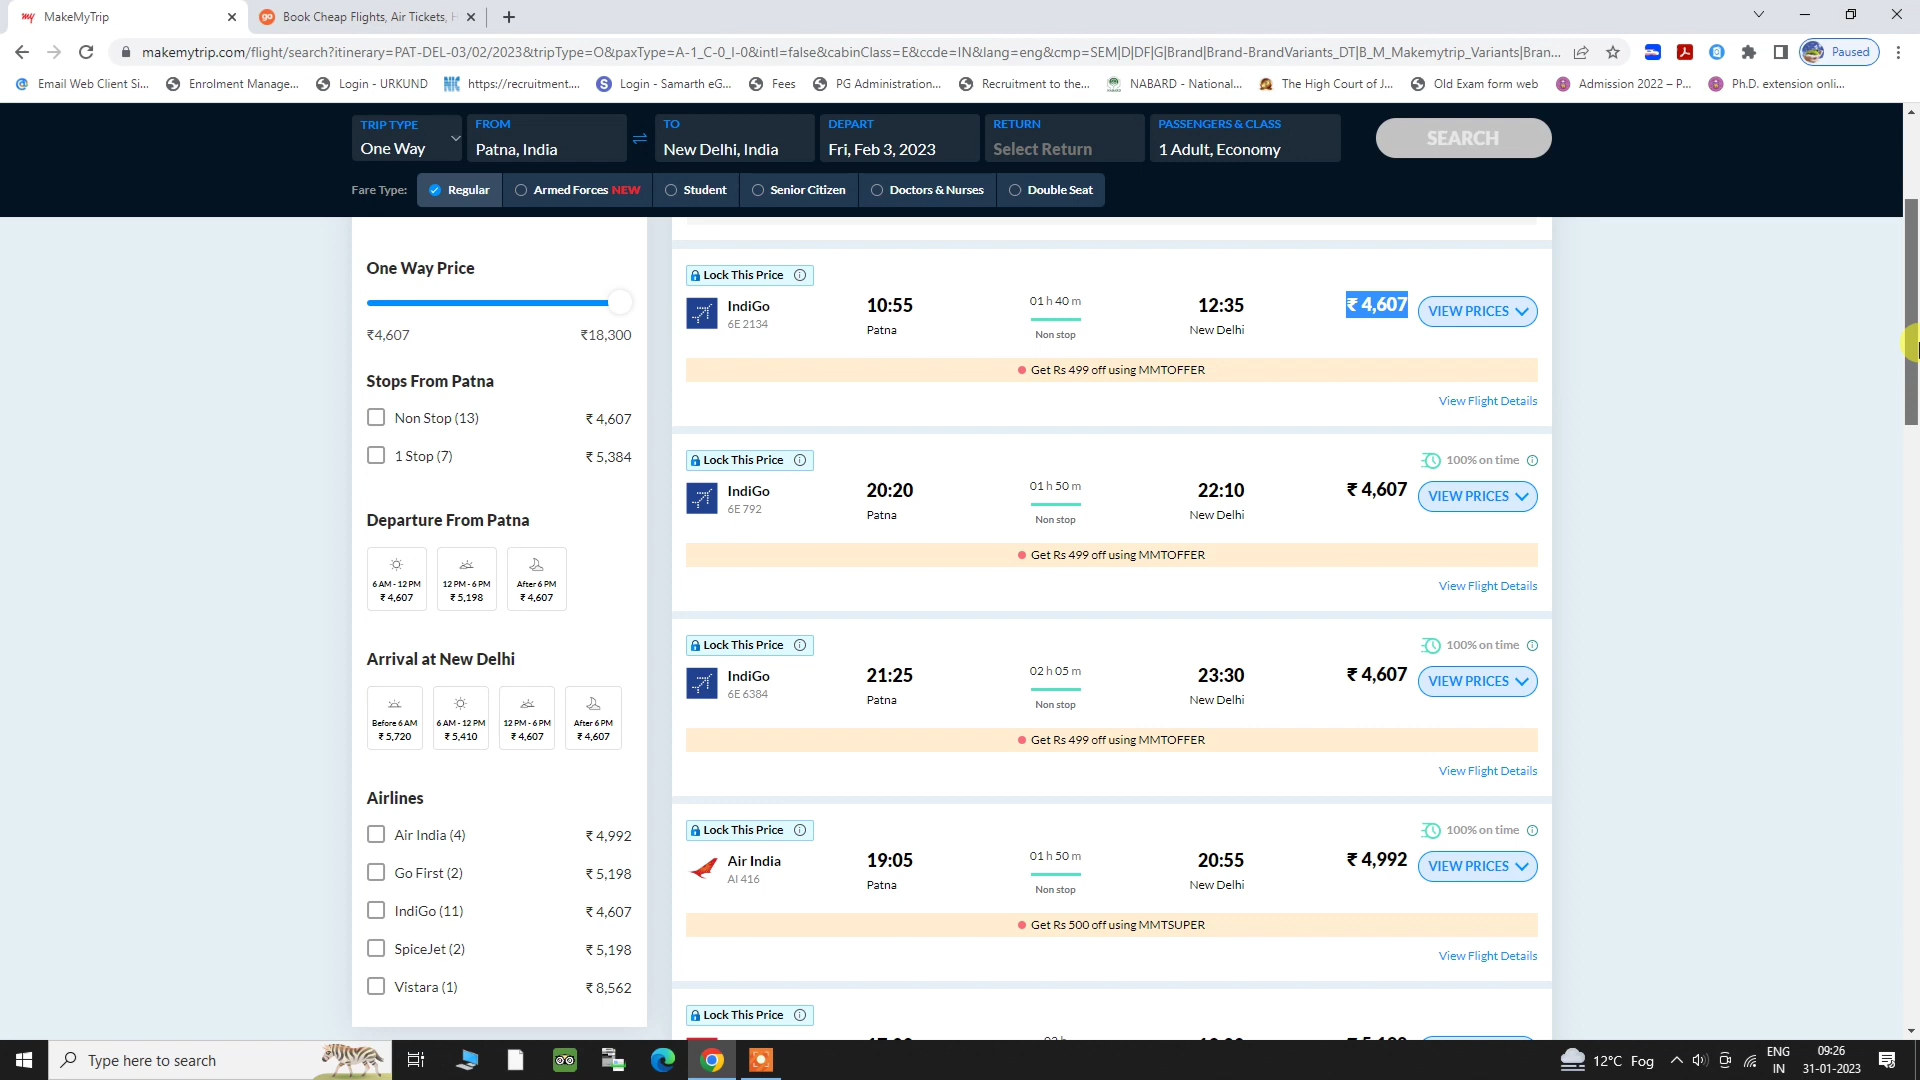 MakeMyTrip
Book Cheap Flights, Air Tickets, H
makemytrip.com/flight/search?itinerary=PAT-DEL-03/02/2023&tripType=O&paxType=A-1_C-0_I-0&intl=false&cabinClass=E&ccde=IN&lang=eng&cmp=SEM|D|DF|G|Brand|Brand-BrandVariants_DT|B_M_Makemytrip_Variants|Bran...
Paused
Email Web Client Si...
Enrolment Manage...
Login - URKUND
https://recruitment....
Login - Samarth eG...
Fees
PG Administration...
Recruitment to the...
NABARD - National...
The High Court of J...
Old Exam form web
Admission 2022 – P...
Ph.D. extension onli...
TRIP TYPE
One Way
FROM
Patna, India
TO
New Delhi, India
DEPART
Fri, Feb 3, 2023
RETURN
Select Return
PASSENGERS & CLASS
1 Adult, Economy
SEARCH
Fare Type:
Regular
Armed Forces NEW
Student
Senior Citizen
Doctors & Nurses
Double Seat
One Way Price
₹4,607
₹18,300
Stops From Patna
Non Stop (13)
₹ 4,607
1 Stop (7)
₹ 5,384
Departure From Patna
6 AM - 12 PM
₹ 4,607
12 PM - 6 PM
₹ 5,198
After 6 PM
₹ 4,607
Arrival at New Delhi
Before 6 AM
₹ 5,720
6 AM - 12 PM
₹ 5,410
12 PM - 6 PM
₹ 4,607
After 6 PM
₹ 4,607
Airlines
Air India (4)
₹ 4,992
Go First (2)
₹ 5,198
IndiGo (11)
₹ 4,607
SpiceJet (2)
₹ 5,198
Vistara (1)
₹ 8,562
Lock This Price
IndiGo
6E 2134
10:55
Patna
01 h 40 m
Non stop
12:35
New Delhi
₹ 4,607
VIEW PRICES
Get Rs 499 off using MMTOFFER
View Flight Details
Lock This Price
100% on time
IndiGo
6E 792
20:20
Patna
01 h 50 m
Non stop
22:10
New Delhi
₹ 4,607
VIEW PRICES
Get Rs 499 off using MMTOFFER
View Flight Details
Lock This Price
100% on time
IndiGo
6E 6384
21:25
Patna
02 h 05 m
Non stop
23:30
New Delhi
₹ 4,607
VIEW PRICES
Get Rs 499 off using MMTOFFER
View Flight Details
Lock This Price
100% on time
Air India
AI 416
19:05
Patna
01 h 50 m
Non stop
20:55
New Delhi
₹ 4,992
VIEW PRICES
Get Rs 500 off using MMTSUPER
View Flight Details
Lock This Price
Type here to search
12°C Fog
ENG
IN
09:26
31-01-2023